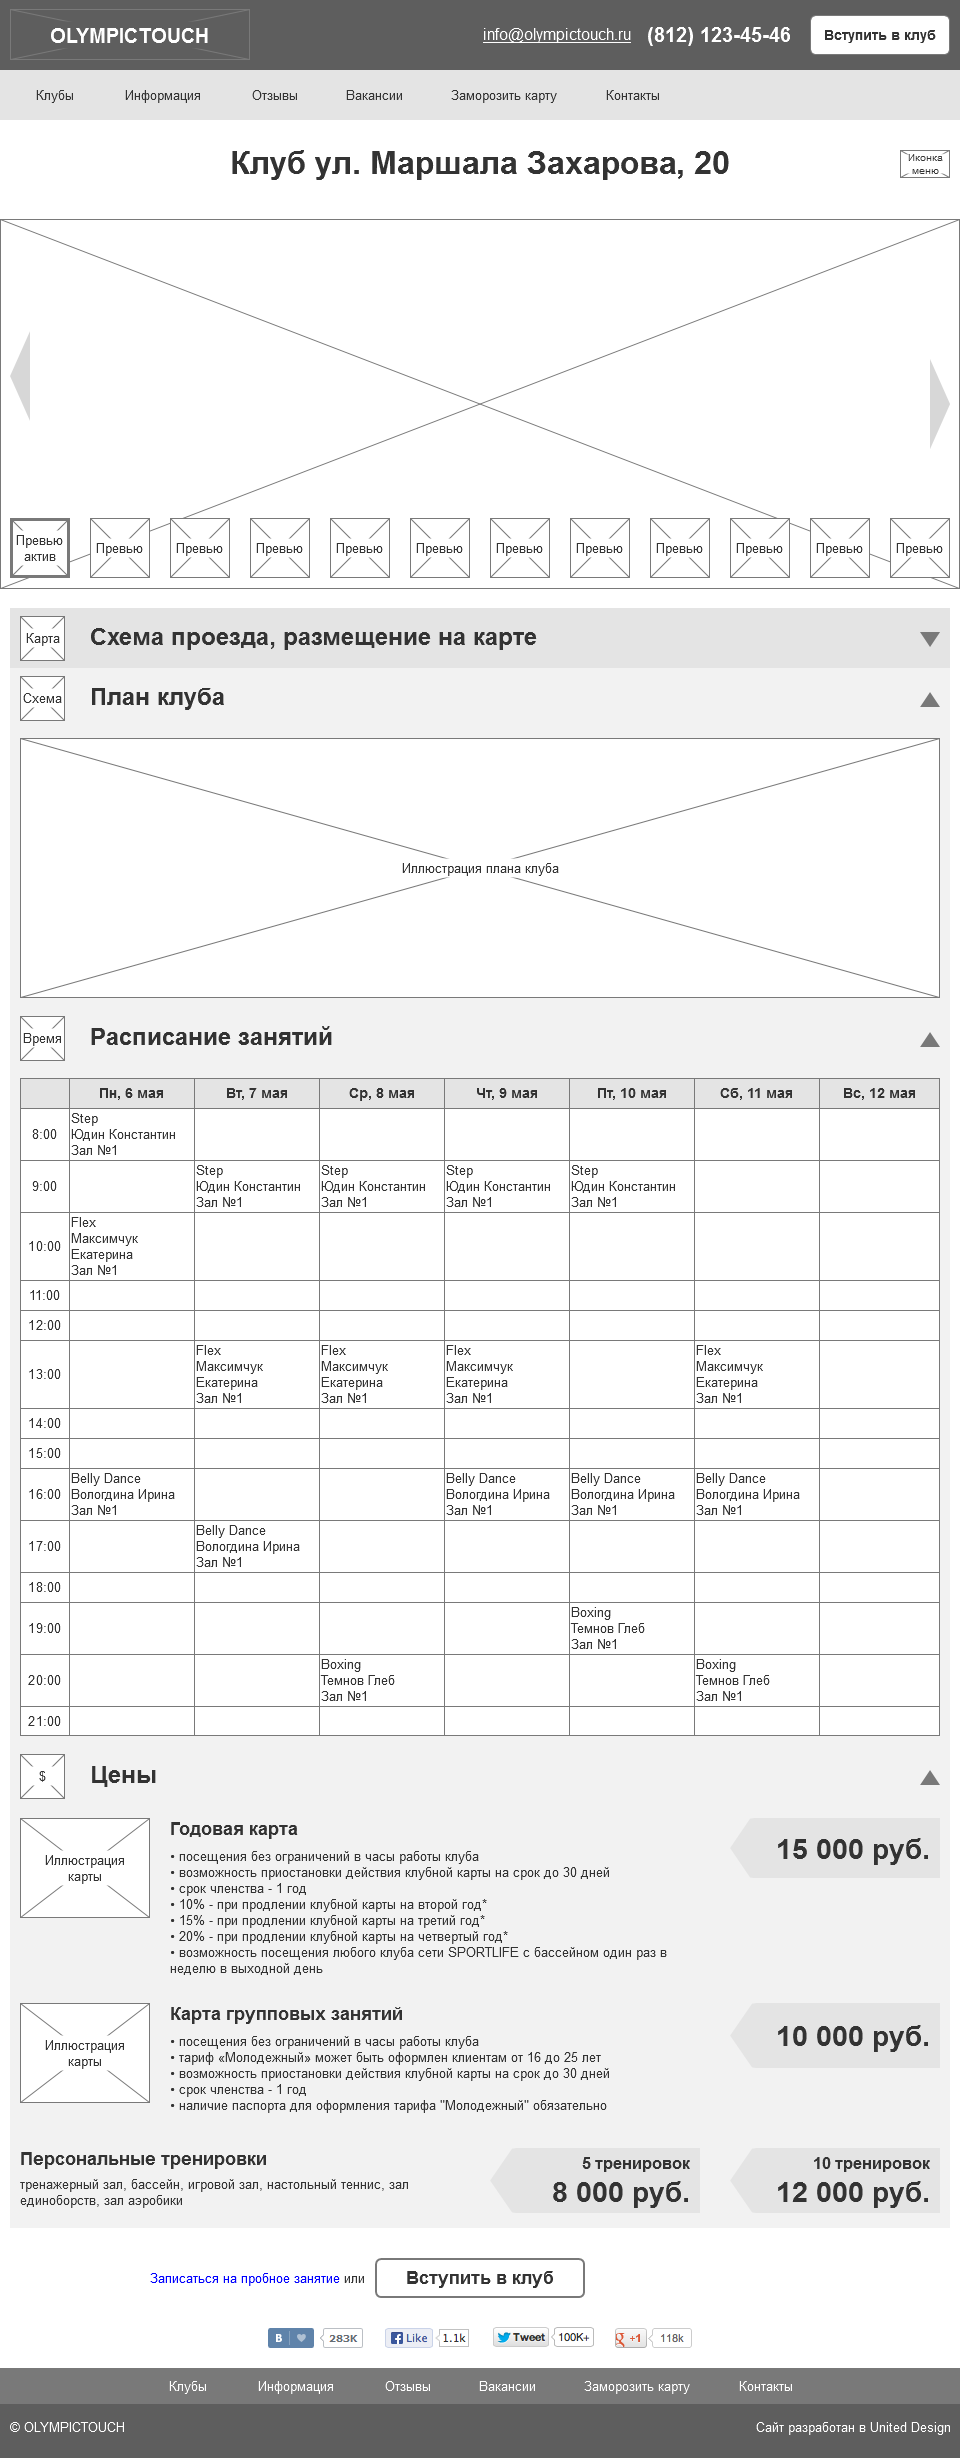 OLYMPICTOUCH
info@olympictouch.ru (812) 123-45-46 Вступить в клуб
Клубы Информация Отзывы Вакансии Заморозить карту Контакты
Клуб ул. Маршала Захарова, 20
Иконка
меню
Превью
актив
Превью Превью Превью Превью Превью Превью Превью Превью Превью Превью Превью
Карта Схема проезда, размещение на карте
Схема План клуба
Иллюстрация плана клуба
Время Расписание занятий
Пн, 6 мая Вт, 7 мая Ср, 8 мая Чт, 9 мая Пт, 10 мая Сб, 11 мая Вс, 12 мая
8:00
Step
Юдин Константин
Зал №1
9:00
Step Step Step Step
Юдин Константин Юдин Константин Юдин Константин Юдин Константин
Зал №1 Зал №1 Зал №1 Зал №1
10:00
Flex
Максимчук
Екатерина
Зал №1
11:00
12:00
13:00
Flex Flex Flex Flex
Максимчук Максимчук Максимчук Максимчук
Екатерина Екатерина Екатерина Екатерина
Зал №1 Зал №1 Зал №1 Зал №1
14:00
15:00
16:00
Belly Dance Belly Dance Belly Dance Belly Dance
Вологдина Ирина Вологдина Ирина Вологдина Ирина Вологдина Ирина
Зал №1 Зал №1 Зал №1 Зал №1
17:00
Belly Dance
Вологдина Ирина
Зал №1
18:00
19:00
Boxing
Темнов Глеб
Зал №1
20:00
Boxing Boxing
Темнов Глеб Темнов Глеб
Зал №1 Зал №1
21:00
$ Цены
Иллюстрация
карты
Годовая карта
• посещения без ограничений в часы работы клуба
• возможность приостановки действия клубной карты на срок до 30 дней
• срок членства - 1 год
• 10% - при продлении клубной карты на второй год*
• 15% - при продлении клубной карты на третий год*
• 20% - при продлении клубной карты на четвертый год*
• возможность посещения любого клуба сети SPORTLIFE с бассейном один раз в
неделю в выходной день
15 000 руб.
Иллюстрация
карты
Карта групповых занятий
• посещения без ограничений в часы работы клуба
• тариф «Молодежный» может быть оформлен клиентам от 16 до 25 лет
• возможность приостановки действия клубной карты на срок до 30 дней
• срок членства - 1 год
• наличие паспорта для оформления тарифа "Молодежный" обязательно
10 000 руб.
Персональные тренировки
тренажерный зал, бассейн, игровой зал, настольный теннис, зал
единоборств, зал аэробики
5 тренировок
8 000 руб.
10 тренировок
12 000 руб.
Записаться на пробное занятие или Вступить в клуб
В 283K Like 1.1k Tweet 100K+ g +1 118k
Клубы Информация Отзывы Вакансии Заморозить карту Контакты
© OLYMPICTOUCH Сайт разработан в United Design